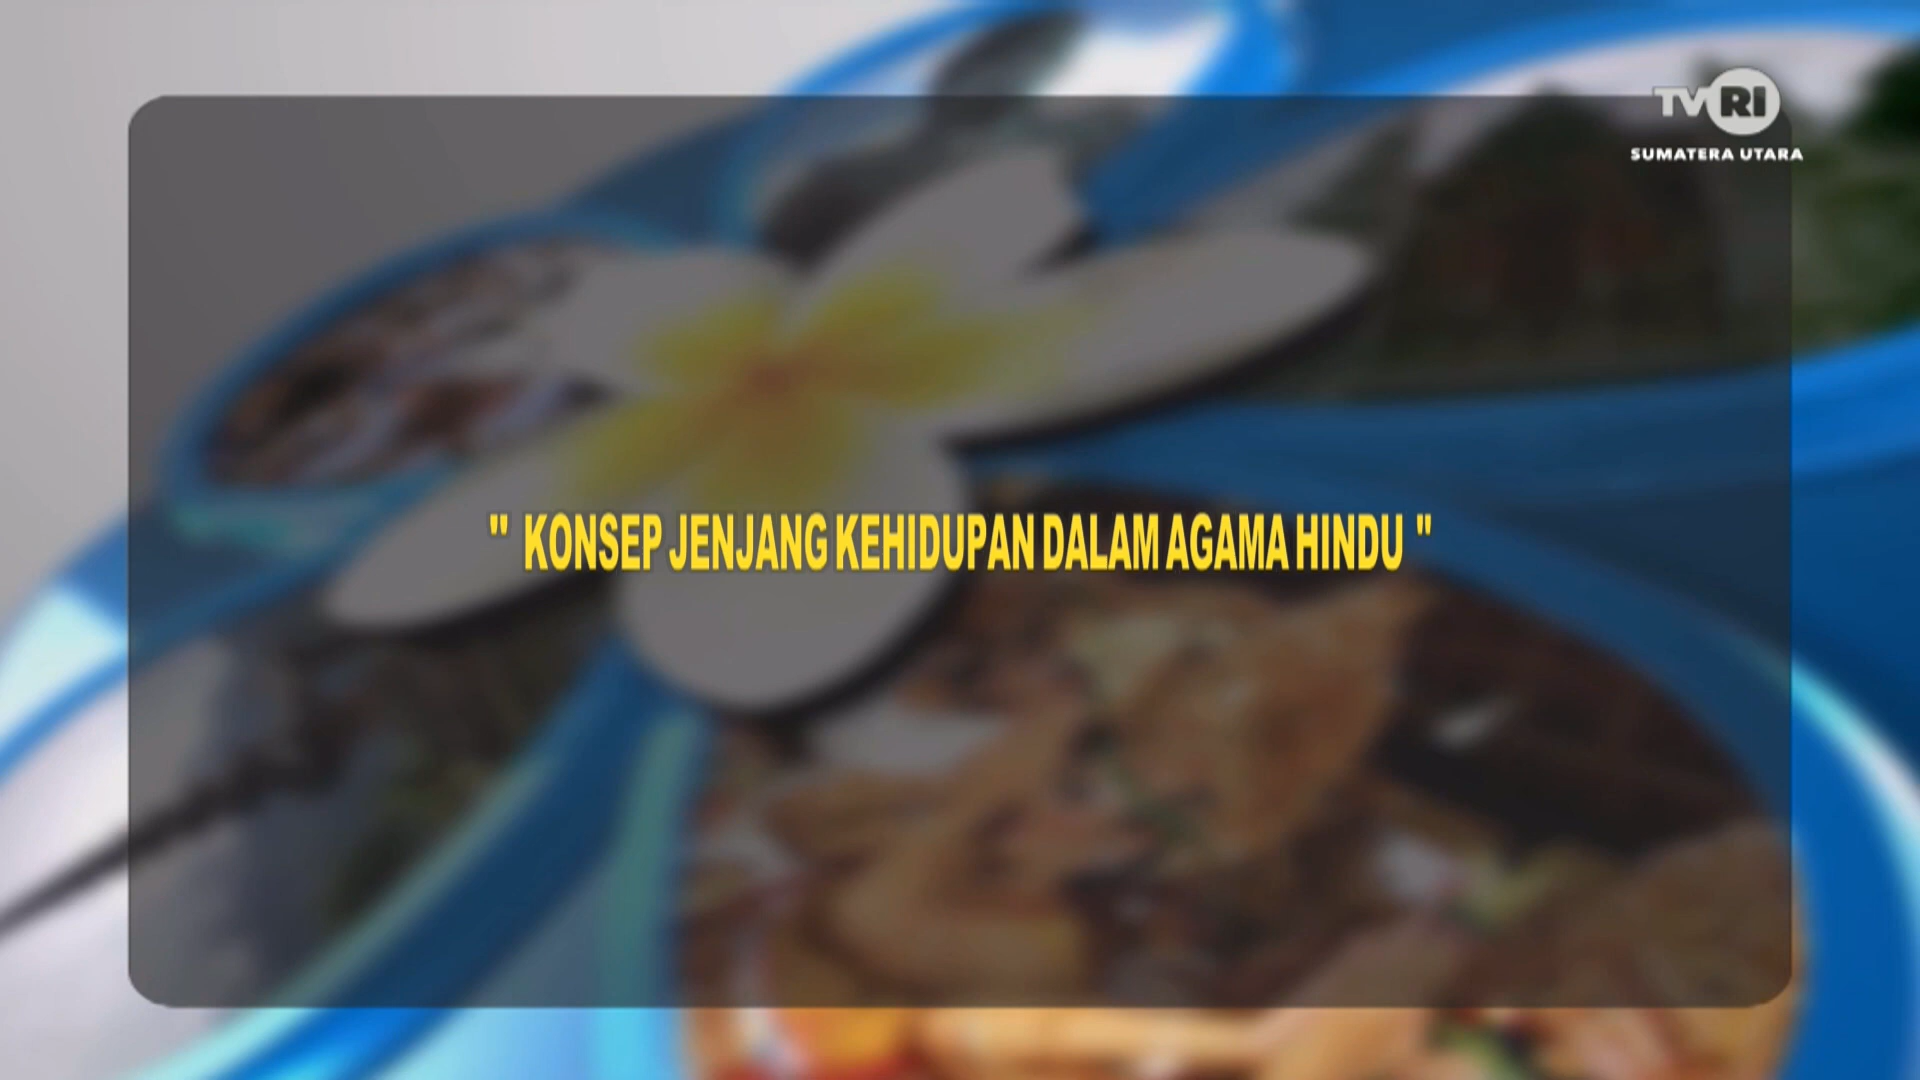 TVRI
SUMATERA UTARA
" KONSEP JENJANG KEHIDUPAN DALAM AGAMA HINDU "